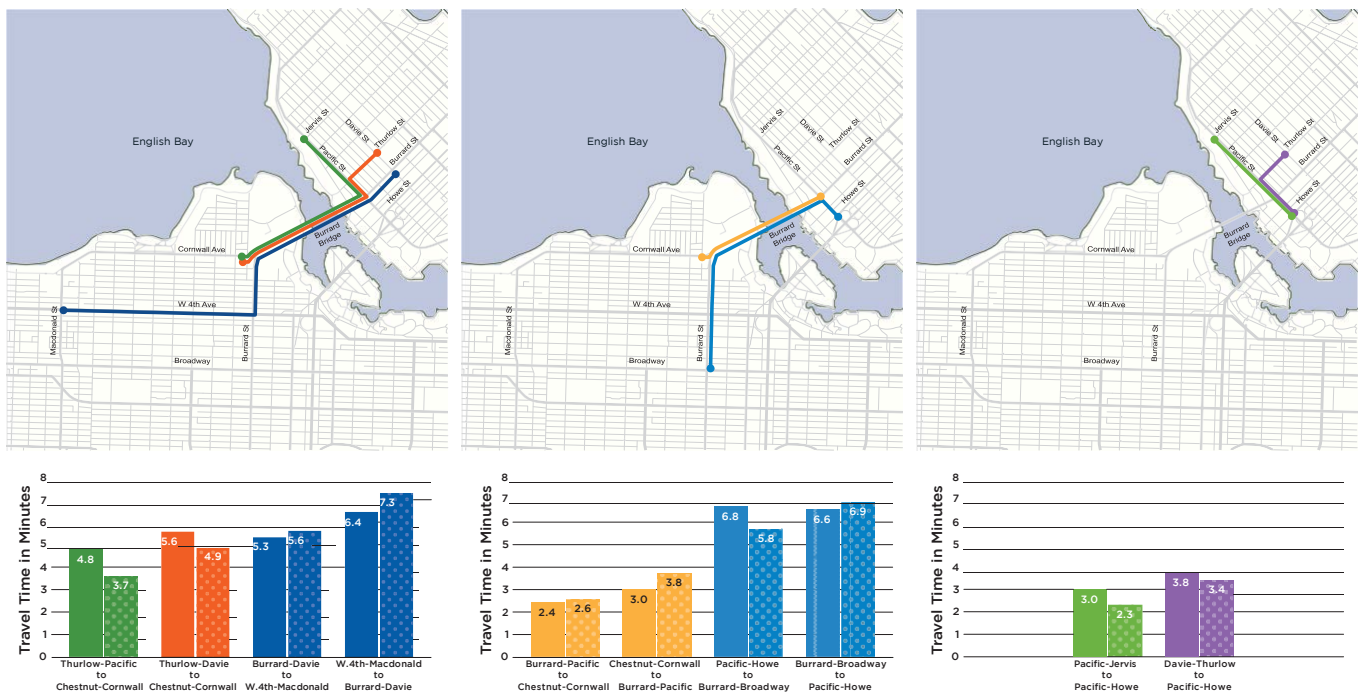 English Bay
Jervis St
Davie St
Thurlow St
Pacific St
Burrard St
Howe St
Burrard
Bridge
Cornwall Ave
W 4th Ave
Macdonald St
Burrard St
Broadway
English Bay
Jervis St
Davie St
Thurlow St
Pacific St
Burrard St
Howe St
Burrard
Bridge
Cornwall Ave
W 4th Ave
Macdonald St
Burrard St
Broadway
English Bay
Jervis St
Davie St
Thurlow St
Pacific St
Burrard St
Howe St
Burrard
Bridge
Cornwall Ave
W 4th Ave
Macdonald St
Burrard St
Broadway
Travel Time in Minutes
8
7
6
5
4
3
2
1
0
4.8
3.7
5.6
4.9
5.3
5.6
6.4
7.3
Thurlow-Pacific
to
Chestnut-Cornwall
Thurlow-Davie
to
Chestnut-Cornwall
Burrard-Davie
to
W.4th-Macdonald
W.4th-Macdonald
to
Burrard-Davie
Travel Time in Minutes
8
7
6
5
4
3
2
1
0
2.4
2.6
3.0
3.8
6.8
5.8
6.6
6.9
Burrard-Pacific
to
Chestnut-Cornwall
Chestnut-Cornwall
to
Burrard-Pacific
Pacific-Howe
to
Burrard-Broadway
Burrard-Broadway
to
Pacific-Howe
Travel Time in Minutes
8
7
6
5
4
3
2
1
0
3.0
2.3
3.8
3.4
Pacific-Jervis
to
Pacific-Howe
Davie-Thurlow
to
Pacific-Howe